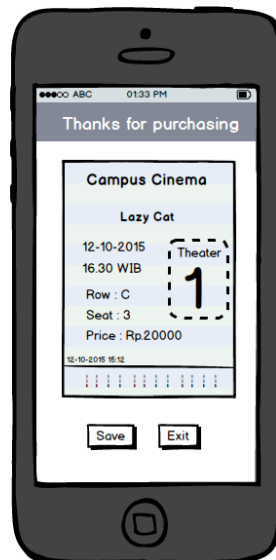 ABC 01:33 PM
Thanks for purchasing
Campus Cinema
Lazy Cat
12-10-2015
Theater
16.30 WIB
1
Row : C
Seat : 3
Price : Rp.20000
12-10-2015 15:12
Save Exit